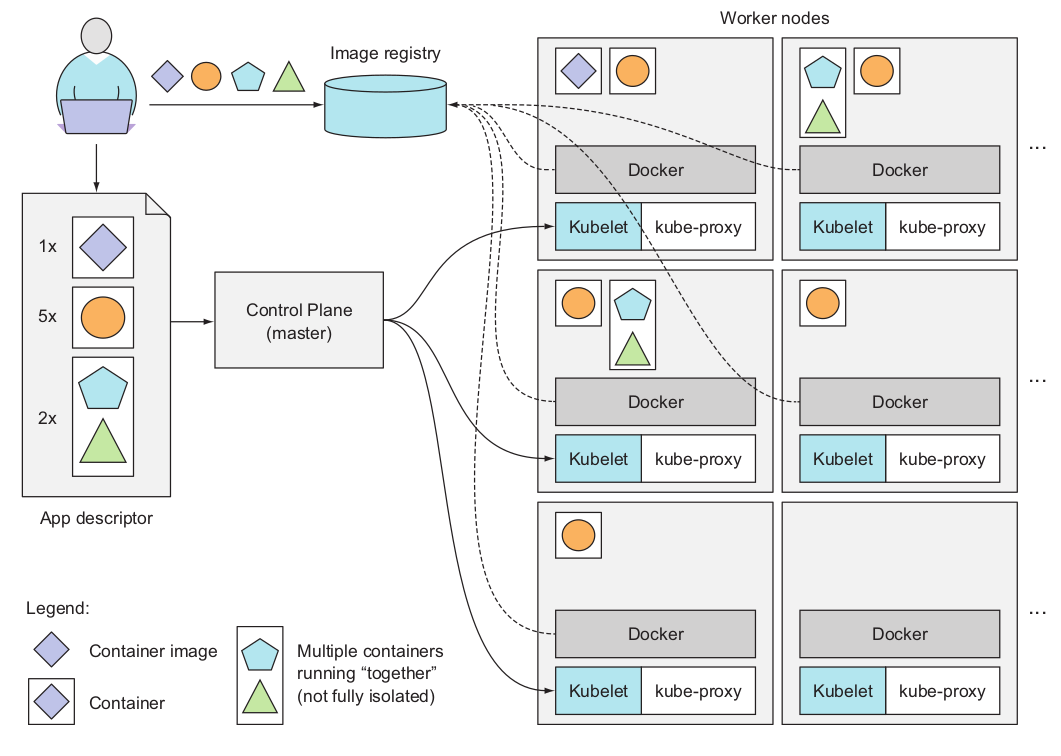 Worker nodes
Image registry
Docker
Kubelet kube-proxy
Docker
Kubelet kube-proxy
...
1x
5x
2x
App descriptor
Control Plane
(master)
Docker
Kubelet kube-proxy
Docker
Kubelet kube-proxy
...
Docker
Kubelet kube-proxy
Docker
Kubelet kube-proxy
...
Legend:
Container image
Container
Multiple containers
running “together”
(not fully isolated)